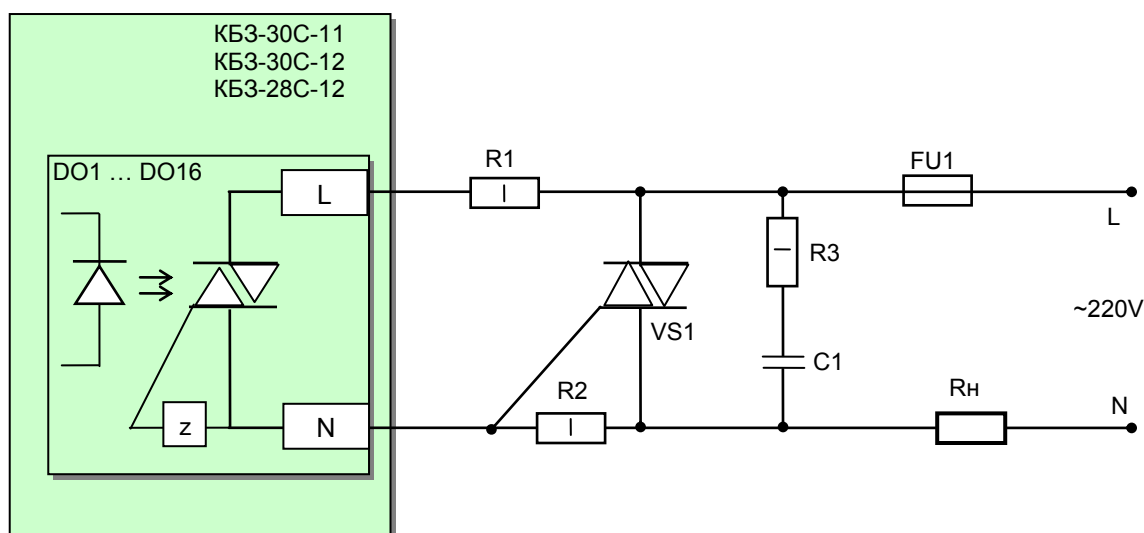 КБЗ-30С-11
КБЗ-30С-12
КБЗ-28С-12
DO1 … DO16
R1
FU1
L
L
R3
VS1
~220V
C1
R2
Rн
N
z
N